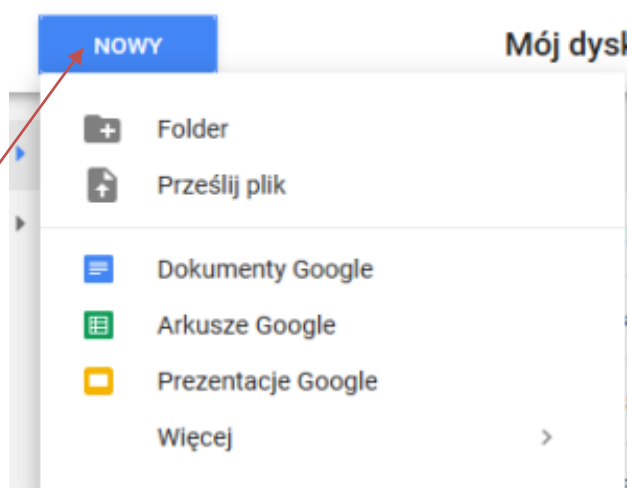 NOWY
Mój dysk
Folder
Prześlij plik
Dokumenty Google
Arkusze Google
Prezentacje Google
Więcej